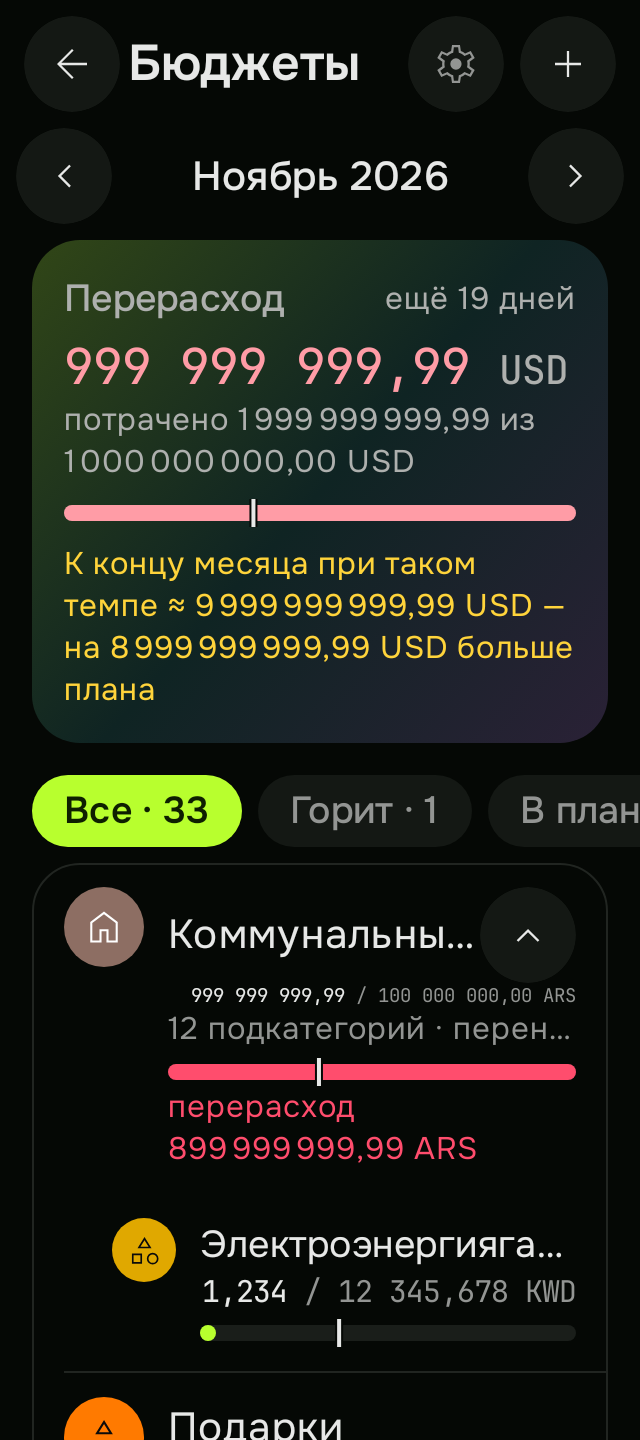 Бюджеты
Ноябрь 2026
Перерасход
ещё 19 дней
999 999 999,99 USD
потрачено 1 999 999 999,99 из
1 000 000 000,00 USD
К концу месяца при таком
темпе ≈ 9 999 999 999,99 USD —
на 8 999 999 999,99 USD больше
плана
Все · 33
Горит · 1
В план
Коммунальны...
999 999 999,99 / 100 000 000,00 ARS
12 подкатегорий · перен...
перерасход
899 999 999,99 ARS
Электроэнергияга...
1,234 / 12 345,678 KWD
Подарки